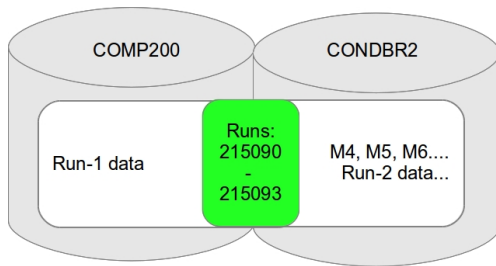 COMP200
CONDBR2
Run-1 data
Runs:
215090
-
215093
M4, M5, M6....
Run-2 data...